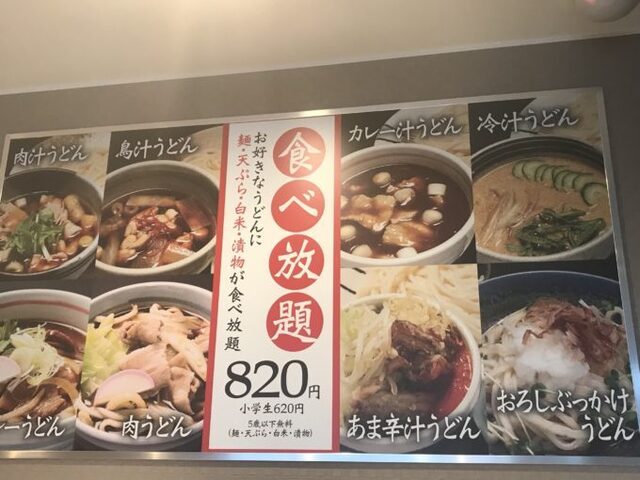 肉汁うどん
鳥汁うどん
食べ放題
お好きなうどんに
麺・天ぷら・白米・漬物が食べ放題
820円
小学生620円
5歳以下無料
(麺・天ぷら・白米・漬物)
カレー汁うどん
冷汁うどん
ーうどん
肉うどん
あま辛汁うどん
おろしぶっかけ
うどん